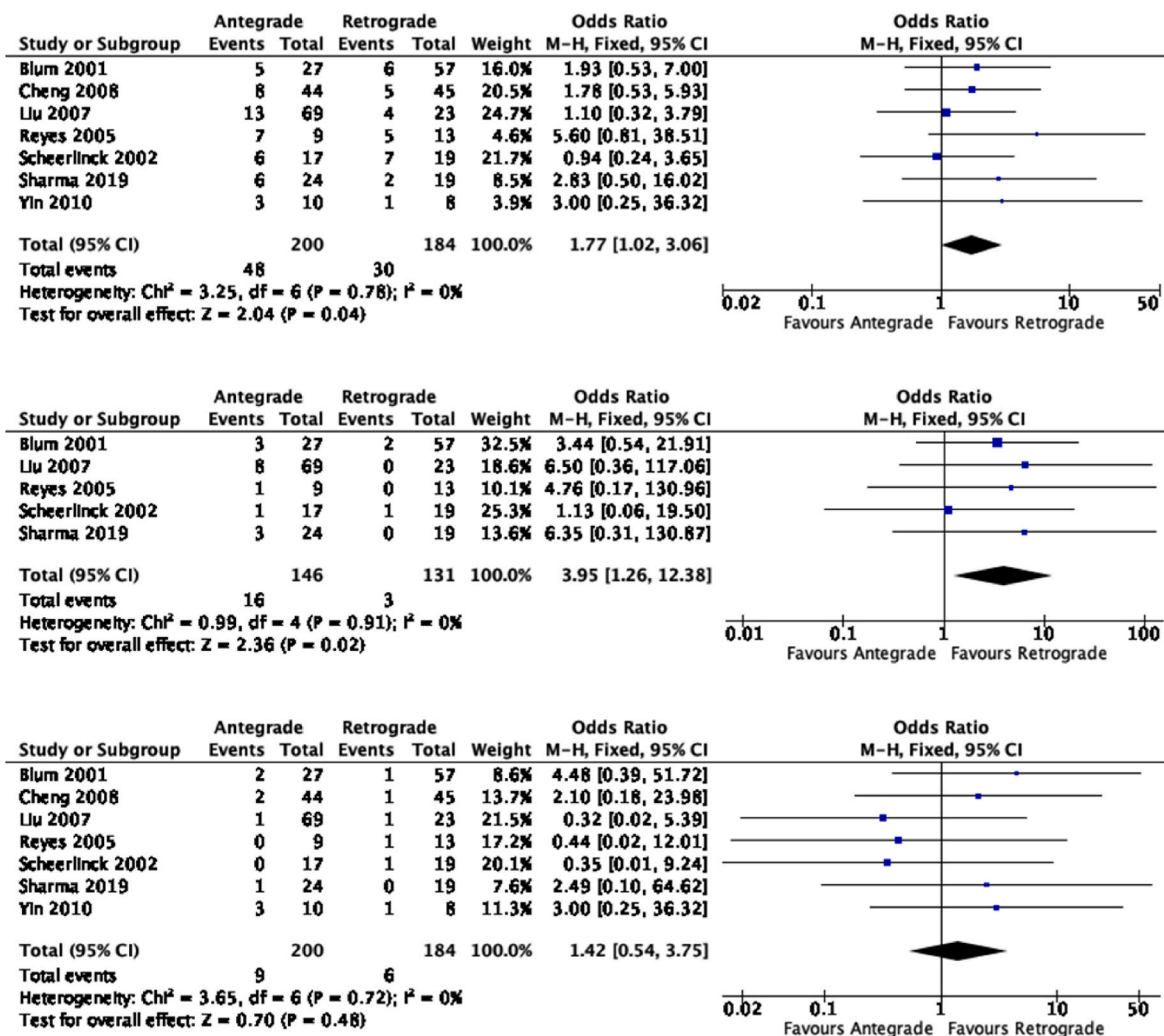 Antegrade Retrograde Odds Ratio Odds Ratio
Study or Subgroup Events Total Events Total Weight M-H, Fixed, 95% CI M-H, Fixed, 95% CI
Blum 2001 5 27 6 57 16.0% 1.93 [0.53, 7.00]
Cheng 2008 8 44 5 45 20.5% 1.78 [0.53, 5.93]
Liu 2007 13 69 4 23 24.7% 1.10 [0.32, 3.79]
Reyes 2005 7 9 5 13 4.6% 5.60 [0.81, 38.51]
Scheerlinck 2002 6 17 7 19 21.7% 0.94 [0.24, 3.65]
Sharma 2019 6 24 2 19 8.5% 2.83 [0.50, 16.02]
Yin 2010 3 10 1 8 3.9% 3.00 [0.25, 36.32]
Total (95% CI) 200 184 100.0% 1.77 [1.02, 3.06]
Total events 48 30
Heterogeneity: Chi² = 3.25, df = 6 (P = 0.78); I² = 0%
Test for overall effect: Z = 2.04 (P = 0.04)
0.02 0.1 1 10 50
Favours Antegrade Favours Retrograde
Antegrade Retrograde Odds Ratio Odds Ratio
Study or Subgroup Events Total Events Total Weight M-H, Fixed, 95% CI M-H, Fixed, 95% CI
Blum 2001 3 27 2 57 32.5% 3.44 [0.54, 21.91]
Liu 2007 8 69 0 23 18.6% 6.50 [0.36, 117.06]
Reyes 2005 1 9 0 13 10.1% 4.76 [0.17, 130.96]
Scheerlinck 2002 1 17 1 19 25.3% 1.13 [0.06, 19.50]
Sharma 2019 3 24 0 19 13.6% 6.35 [0.31, 130.87]
Total (95% CI) 146 131 100.0% 3.95 [1.26, 12.38]
Total events 16 3
Heterogeneity: Chi² = 0.99, df = 4 (P = 0.91); I² = 0%
Test for overall effect: Z = 2.36 (P = 0.02)
0.01 0.1 1 10 100
Favours Antegrade Favours Retrograde
Antegrade Retrograde Odds Ratio Odds Ratio
Study or Subgroup Events Total Events Total Weight M-H, Fixed, 95% CI M-H, Fixed, 95% CI
Blum 2001 2 27 1 57 8.6% 4.48 [0.39, 51.72]
Cheng 2008 2 44 1 45 13.7% 2.10 [0.18, 23.98]
Liu 2007 1 69 1 23 21.5% 0.32 [0.02, 5.39]
Reyes 2005 0 9 1 13 17.2% 0.44 [0.02, 12.01]
Scheerlinck 2002 0 17 1 19 20.1% 0.35 [0.01, 9.24]
Sharma 2019 1 24 0 19 7.6% 2.49 [0.10, 64.62]
Yin 2010 3 10 1 8 11.3% 3.00 [0.25, 36.32]
Total (95% CI) 200 184 100.0% 1.42 [0.54, 3.75]
Total events 9 6
Heterogeneity: Chi² = 3.65, df = 6 (P = 0.72); I² = 0%
Test for overall effect: Z = 0.70 (P = 0.48)
0.02 0.1 1 10 50
Favours Antegrade Favours Retrograde